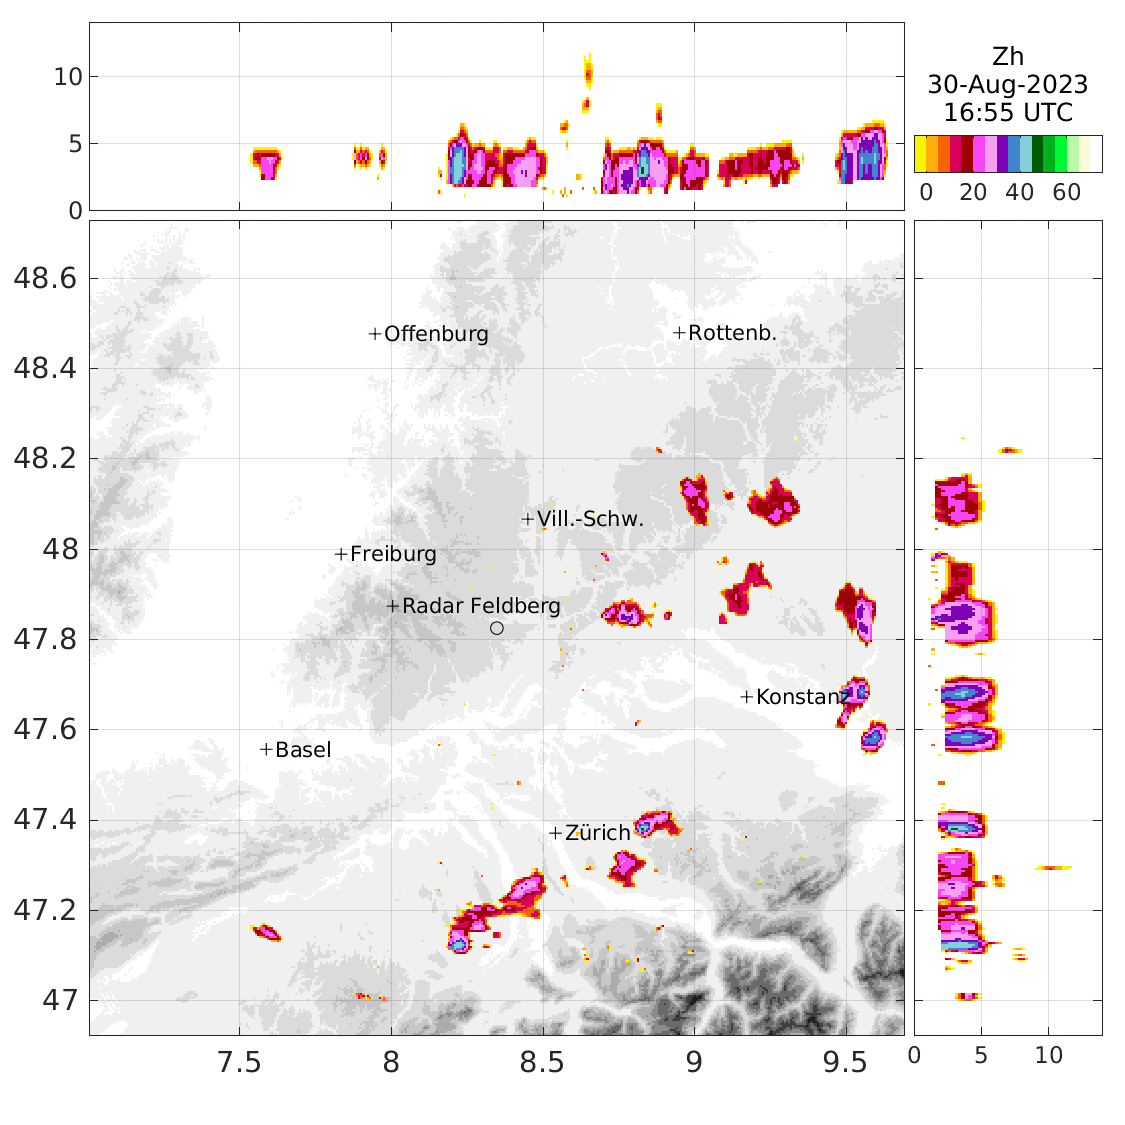 Zh
30-Aug-2023
16:55 UTC
0 20 40 60
10
5
0
48.6
48.4
48.2
48
47.8
47.6
47.4
47.2
47
+Offenburg
+Rottenb.
+Vill.-Schw.
+Freiburg
+Radar Feldberg
+Konstanz
+Basel
+Zürich
7.5 8 8.5 9 9.5
0 5 10